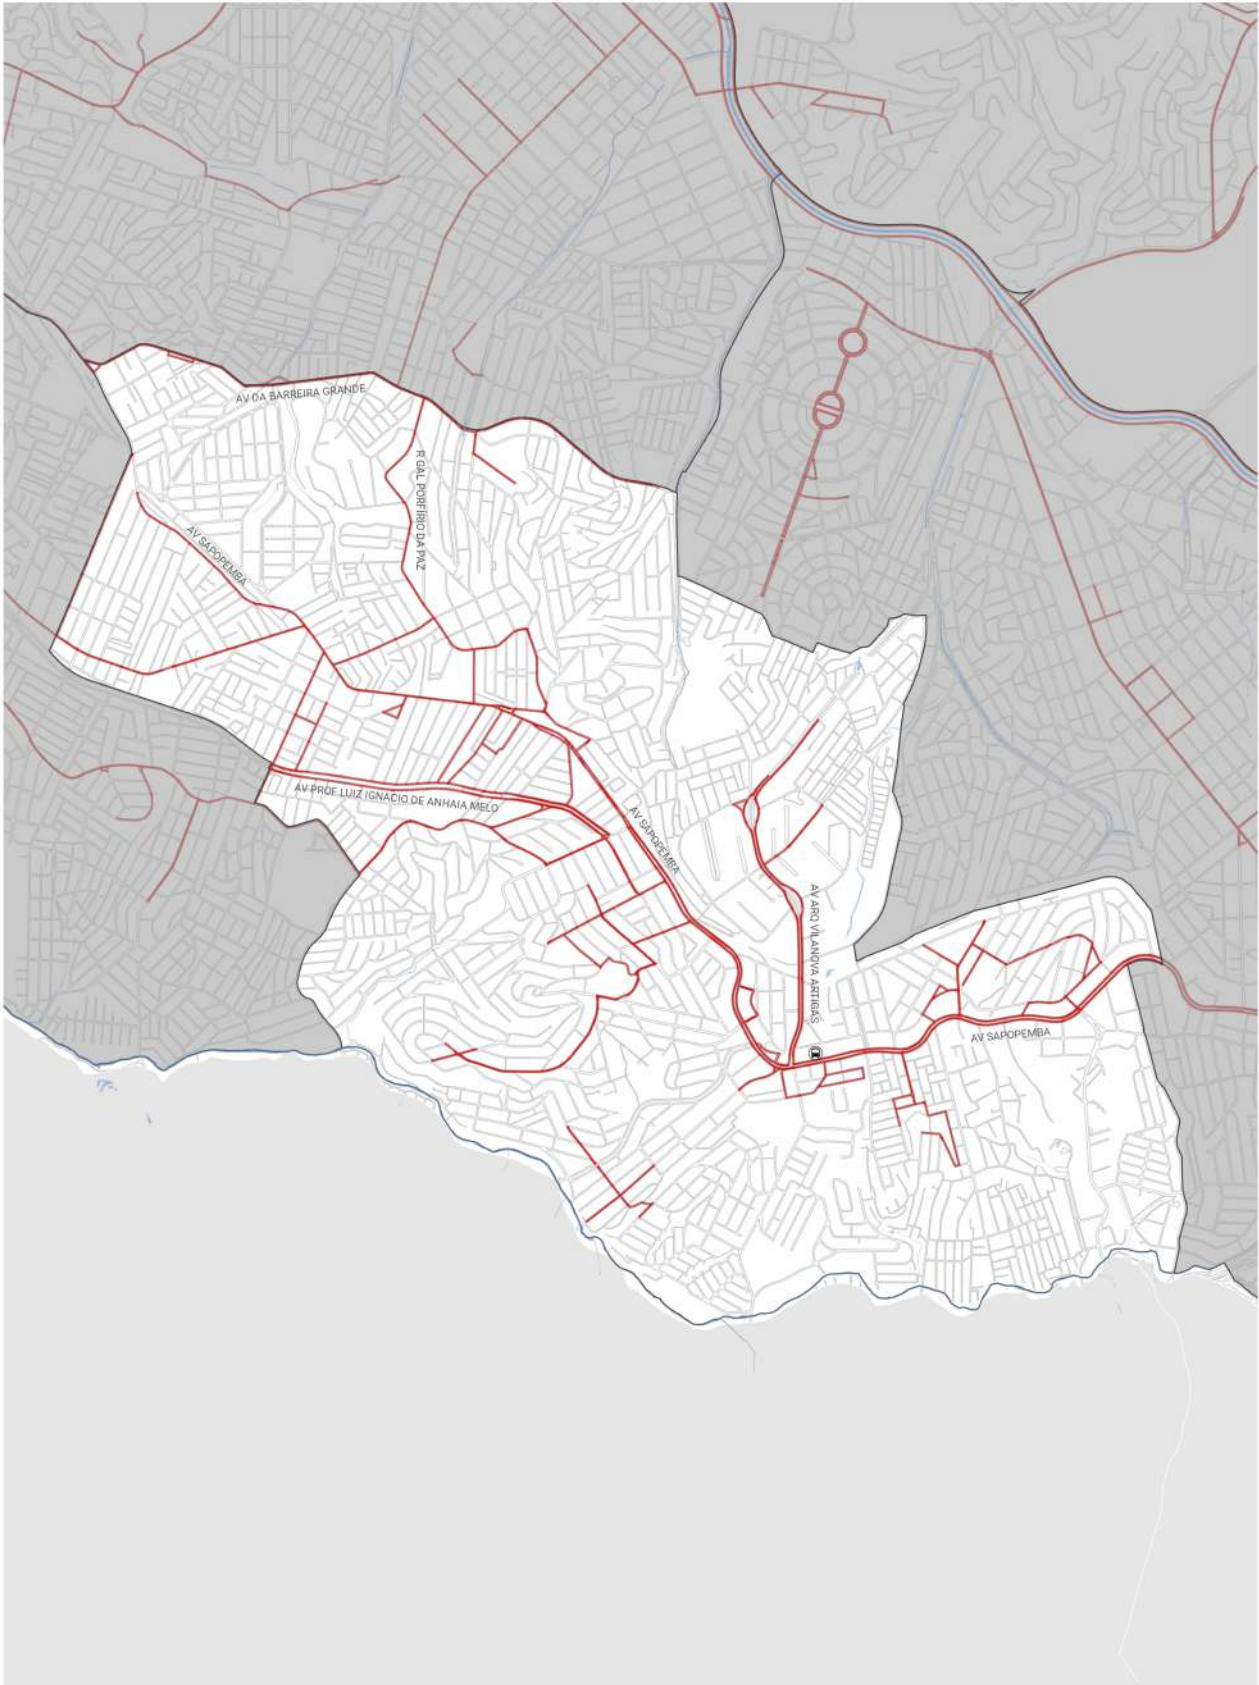 AV DA BARREIRA GRANDE
R GAL PORFÍRIO DA PAZ
AV SAPOPEMBA
AV PROF LUIZ IGNACIO DE ANHAIA MELO
AV SAPOPEMBA
AV ARQ VILANOVA ARTIGAS
AV SAPOPEMBA